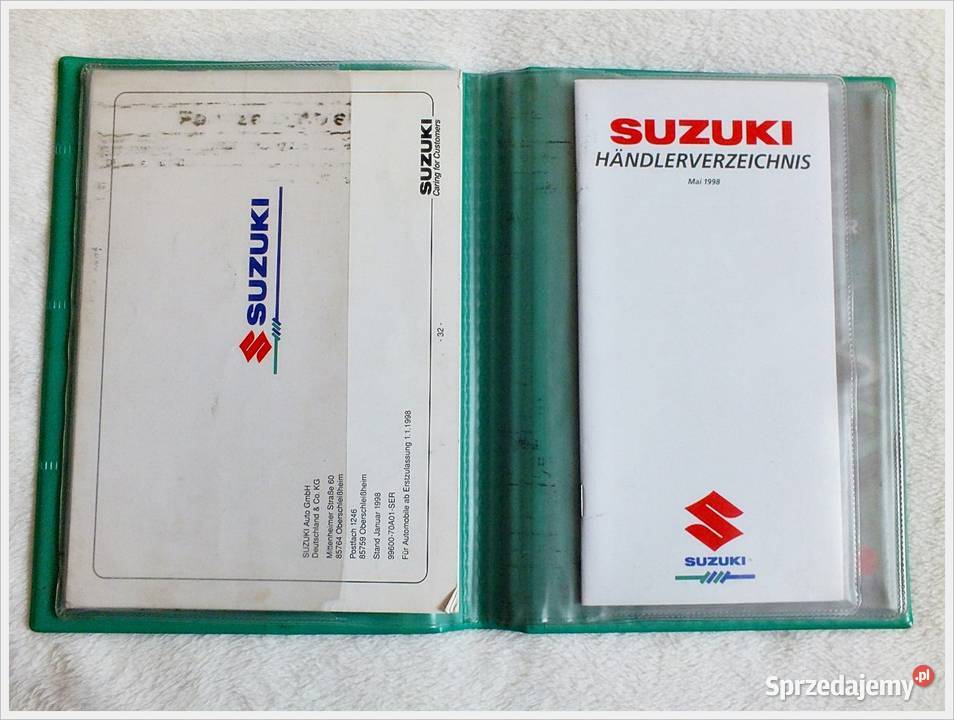 SUZUKI
SUZUKI
Caring for Customers
- 32 -
SUZUKI Auto GmbH
Deutschland & Co. KG
Mittenheimer Straße 60
85764 Oberschleißheim
Postfach 1246
85759 Oberschleißheim
Stand Januar 1998
99600-70A01-SER
Für Automobile ab Erstzulassung 1.1.1998
SUZUKI
HÄNDLERVERZEICHNIS
Mai 1998
SUZUKI
Sprzedajemy.pl